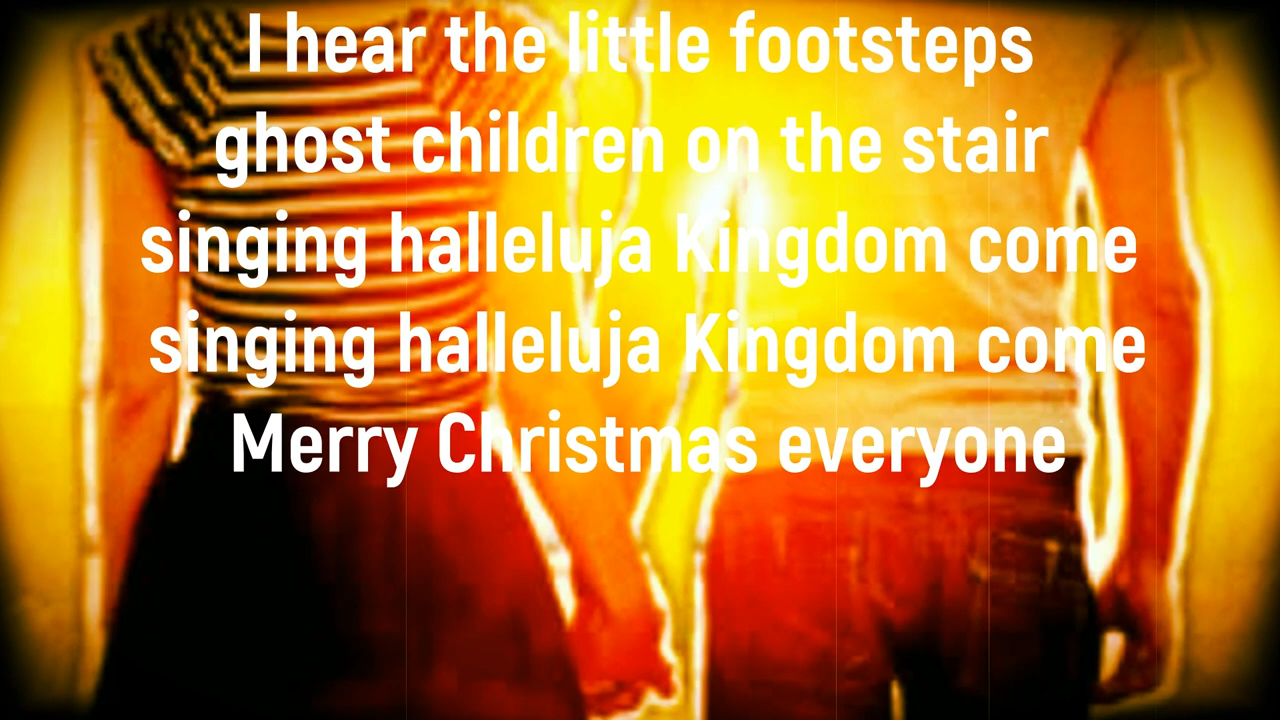 I hear the little footsteps
ghost children on the stair
singing halleluja Kingdom come
singing halleluja Kingdom come
Merry Christmas everyone